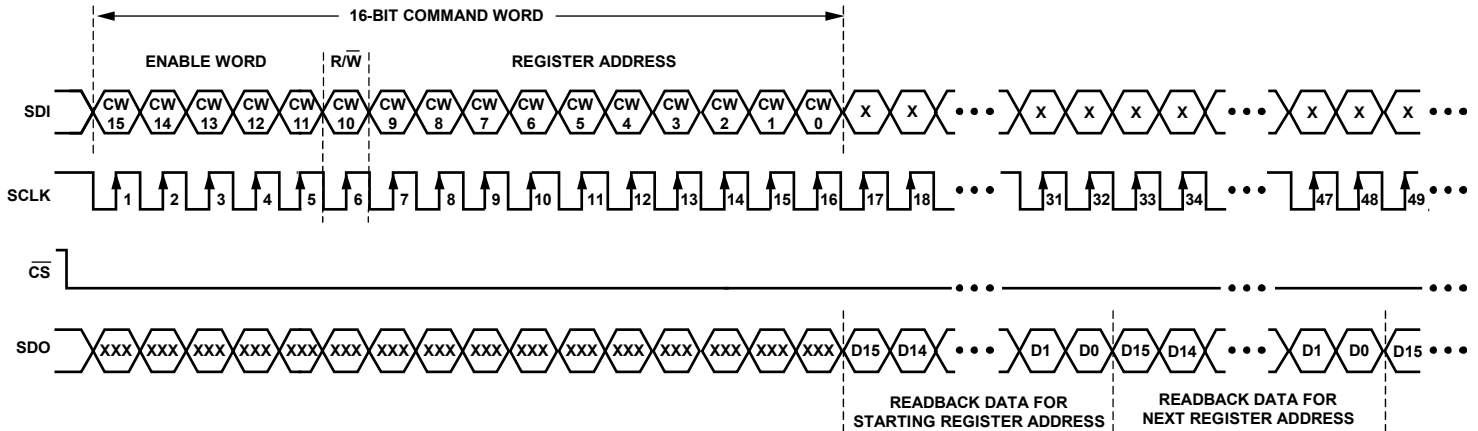 16-BIT COMMAND WORD
ENABLE WORD R/W̅ REGISTER ADDRESS
SDI CW 15 CW 14 CW 13 CW 12 CW 11 CW 10 CW 9 CW 8 CW 7 CW 6 CW 5 CW 4 CW 3 CW 2 CW 1 CW 0 X X ••• X X X X ••• X X X •••
SCLK 1 2 3 4 5 6 7 8 9 10 11 12 13 14 15 16 17 18 ••• 31 32 33 34 ••• 47 48 49 •••
C̅S̅ ••• ••• •••
SDO XXX XXX XXX XXX XXX XXX XXX XXX XXX XXX XXX XXX XXX XXX XXX XXX D15 D14 ••• D1 D0 D15 D14 ••• D1 D0 D15 •••
READBACK DATA FOR STARTING REGISTER ADDRESS
READBACK DATA FOR NEXT REGISTER ADDRESS